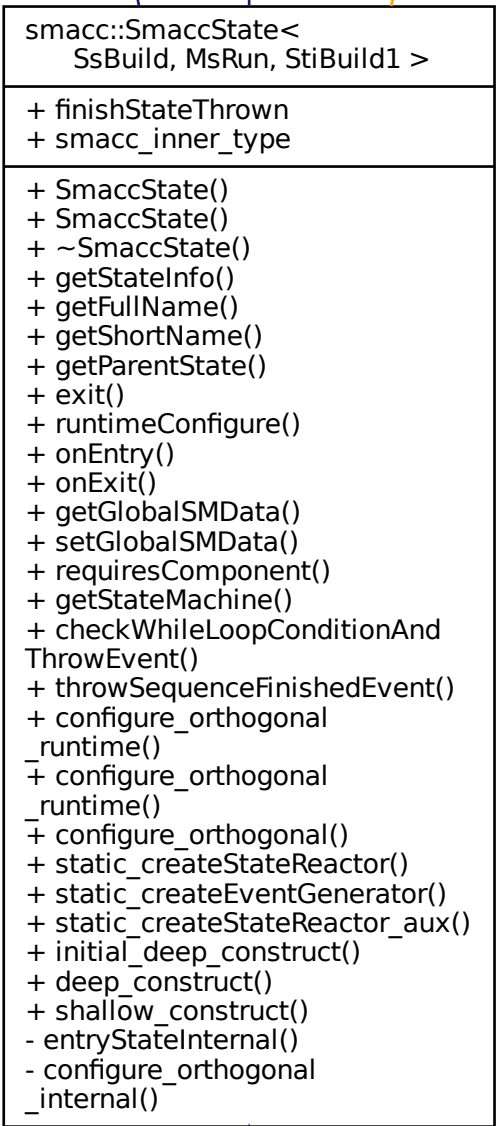 smacc::SmaccState<
SsBuild, MsRun, StiBuild1 >
+ finishStateThrown
+ smacc_inner_type
+ SmaccState()
+ SmaccState()
+ ~SmaccState()
+ getStateInfo()
+ getFullName()
+ getShortName()
+ getParentState()
+ exit()
+ runtimeConfigure()
+ onEntry()
+ onExit()
+ getGlobalSMData()
+ setGlobalSMData()
+ requiresComponent()
+ getStateMachine()
+ checkWhileLoopConditionAnd
ThrowEvent()
+ throwSequenceFinishedEvent()
+ configure_orthogonal
_runtime()
+ configure_orthogonal
_runtime()
+ configure_orthogonal()
+ static_createStateReactor()
+ static_createEventGenerator()
+ static_createStateReactor_aux()
+ initial_deep_construct()
+ deep_construct()
+ shallow_construct()
- entryStateInternal()
- configure_orthogonal
_internal()